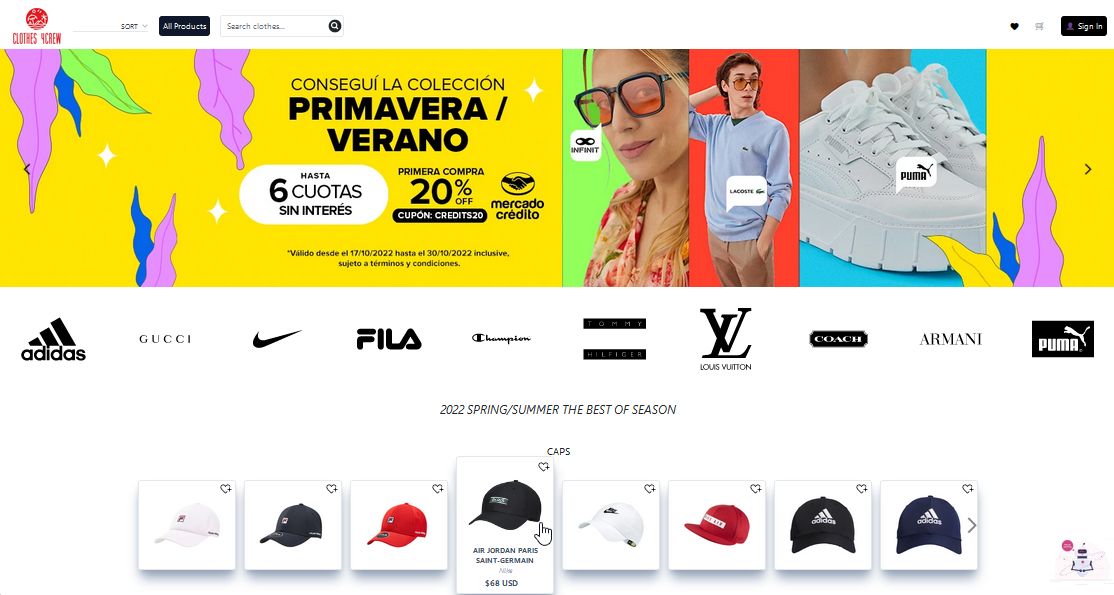 CLOTHES 4CREW
SORT
All Products
Search clothes...
Sign In
CONSEGUÍ LA COLECCIÓN
PRIMAVERA /
VERANO
HASTA
6 CUOTAS
SIN INTERÉS
PRIMERA COMPRA
20% OFF
CUPÓN: CREDITS20
mercado
crédito
*Válido desde el 17/10/2022 hasta el 30/10/2022 inclusive,
sujeto a términos y condiciones.
INFINIT
LACOSTE
PUMA
adidas
GUCCI
FILA
Champion
TOMMY
HILFIGER
LV
LOUIS VUITTON
COACH
ARMANI
PUMA
2022 SPRING/SUMMER THE BEST OF SEASON
CAPS
adidas
adidas
AIR JORDAN PARIS
SAINT-GERMAIN
Nike
$68 USD